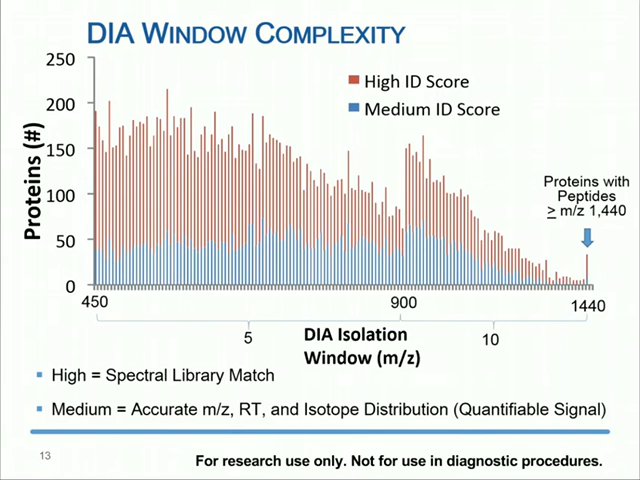 DIA WINDOW COMPLEXITY
250
200
150
100
50
0
Proteins (#)
High ID Score
Medium ID Score
Proteins with
Peptides
≥ m/z 1,440
450
900
1440
5
10
DIA Isolation
Window (m/z)
High = Spectral Library Match
Medium = Accurate m/z, RT, and Isotope Distribution (Quantifiable Signal)
13
For research use only. Not for use in diagnostic procedures.